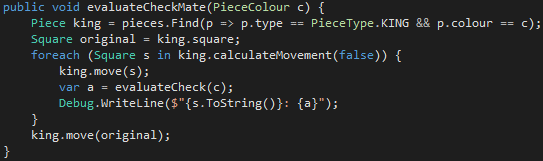 public void evaluateCheckMate(PieceColour c) {
    Piece king = pieces.Find(p => p.type == PieceType.KING && p.colour == c);
    Square original = king.square;
    foreach (Square s in king.calculateMovement(false)) {
        king.move(s);
        var a = evaluateCheck(c);
        Debug.WriteLine($"{s.ToString()}: {a}");
    }
    king.move(original);
}